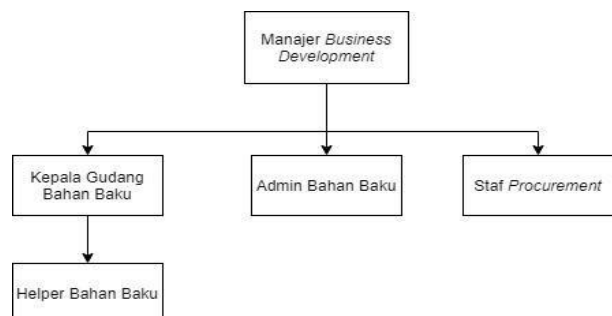 Manajer Business
Development
Kepala Gudang
Bahan Baku
Admin Bahan Baku
Staf Procurement
Helper Bahan Baku